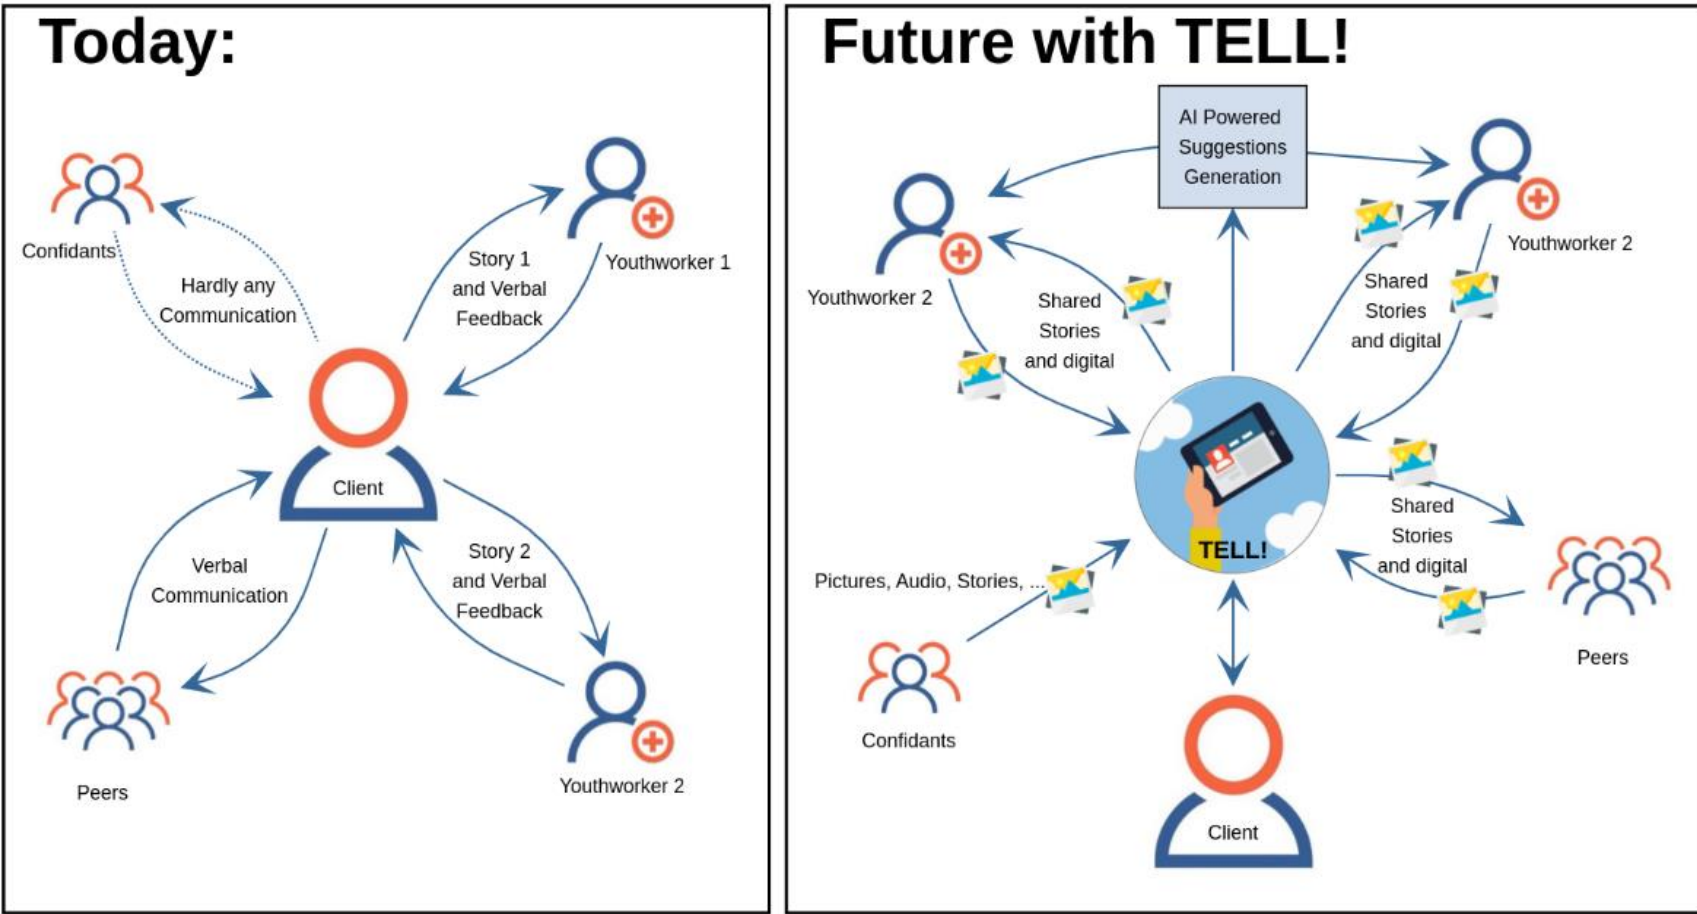 Today:
Confidants
Hardly any
Communication
Story 1
and Verbal
Feedback
Youthworker 1
Client
Verbal
Communication
Story 2
and Verbal
Feedback
Peers
Youthworker 2
Future with TELL!
AI Powered
Suggestions
Generation
Youthworker 2
Shared
Stories
and digital
Shared
Stories
and digital
Youthworker 2
TELL!
Shared
Stories
and digital
Pictures, Audio, Stories, ...
Peers
Confidants
Client